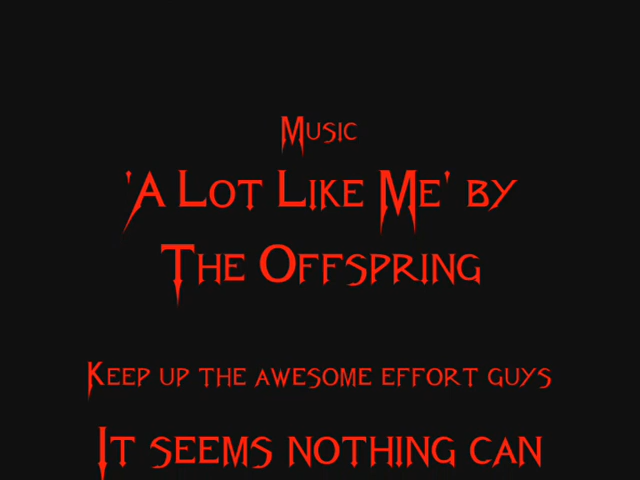 Music
'A Lot Like Me' by
The Offspring
Keep up the awesome effort guys
It seems nothing can